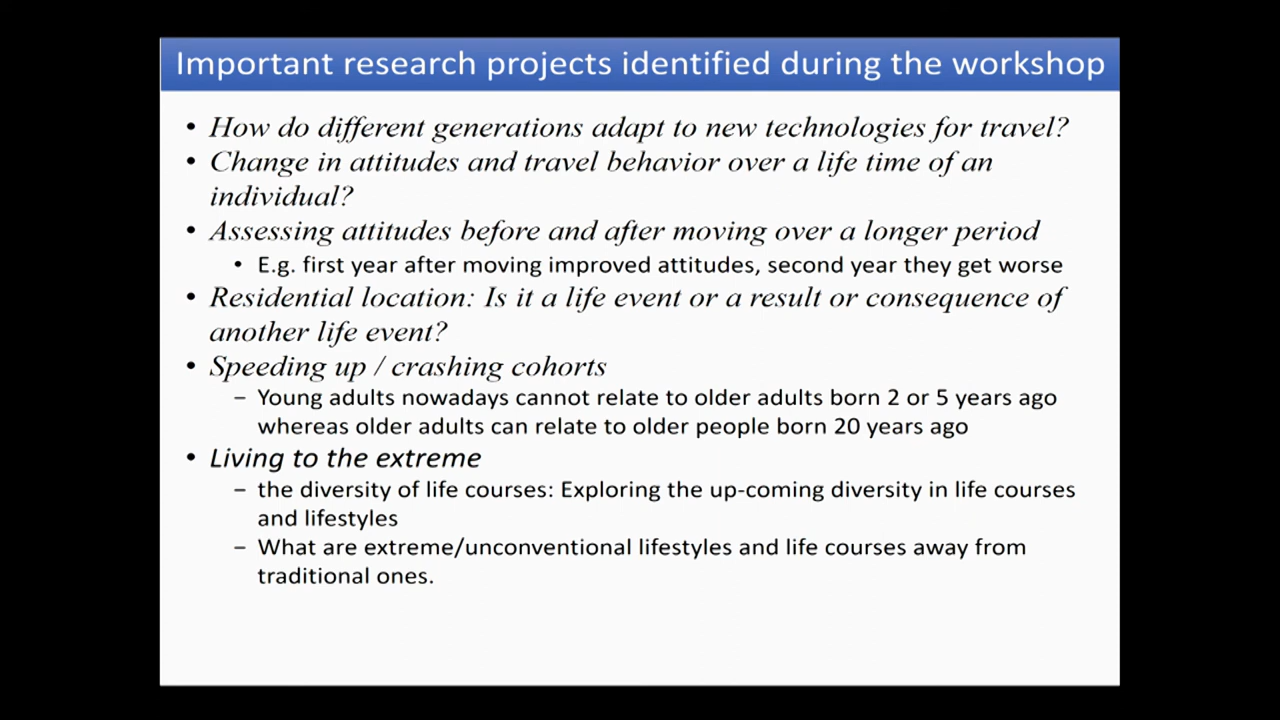 Important research projects identified during the workshop
• How do different generations adapt to new technologies for travel?
• Change in attitudes and travel behavior over a life time of an
individual?
• Assessing attitudes before and after moving over a longer period
• E.g. first year after moving improved attitudes, second year they get worse
• Residential location: Is it a life event or a result or consequence of
another life event?
• Speeding up / crashing cohorts
– Young adults nowadays cannot relate to older adults born 2 or 5 years ago
whereas older adults can relate to older people born 20 years ago
• Living to the extreme
– the diversity of life courses: Exploring the up-coming diversity in life courses
and lifestyles
– What are extreme/unconventional lifestyles and life courses away from
traditional ones.